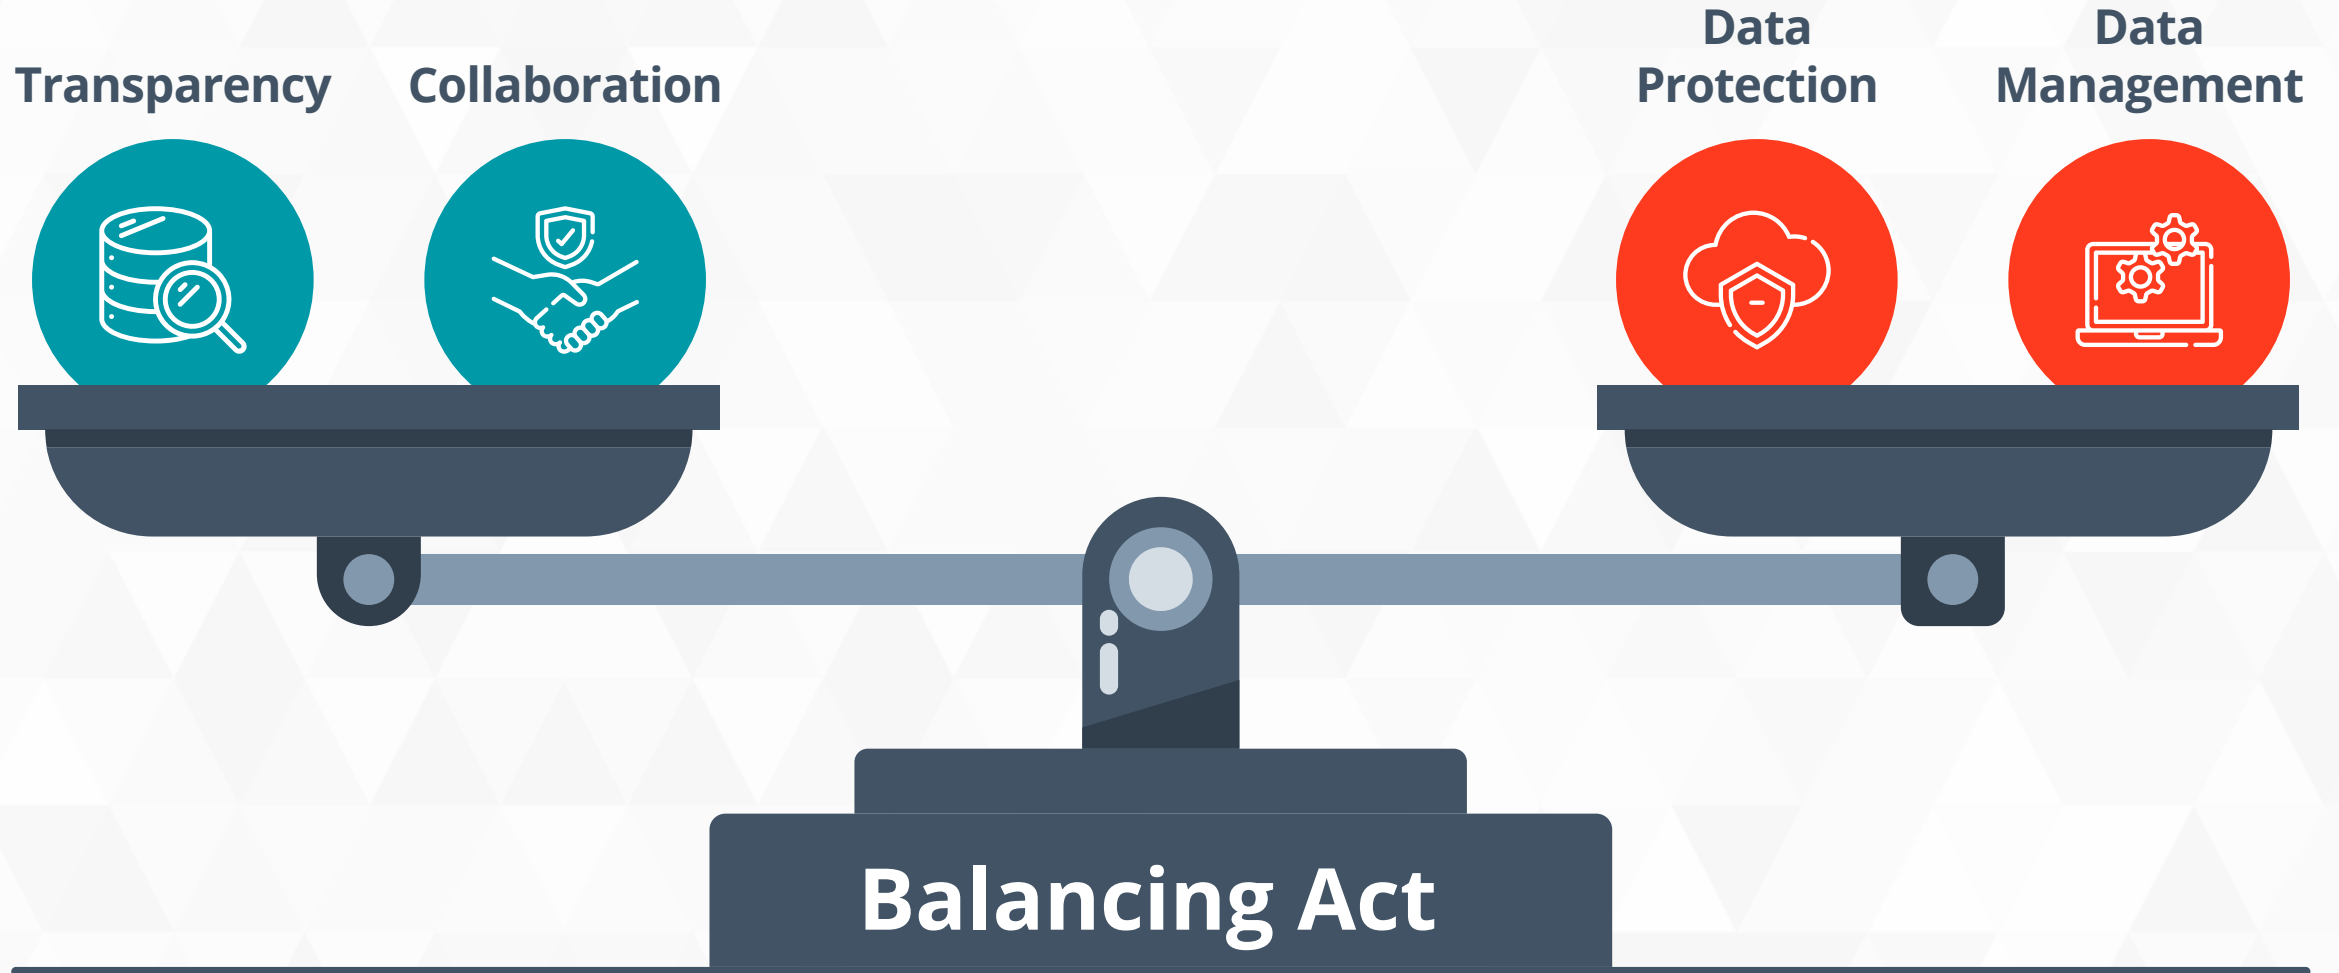 Transparency
Collaboration
Data
Protection
Data
Management
Balancing Act